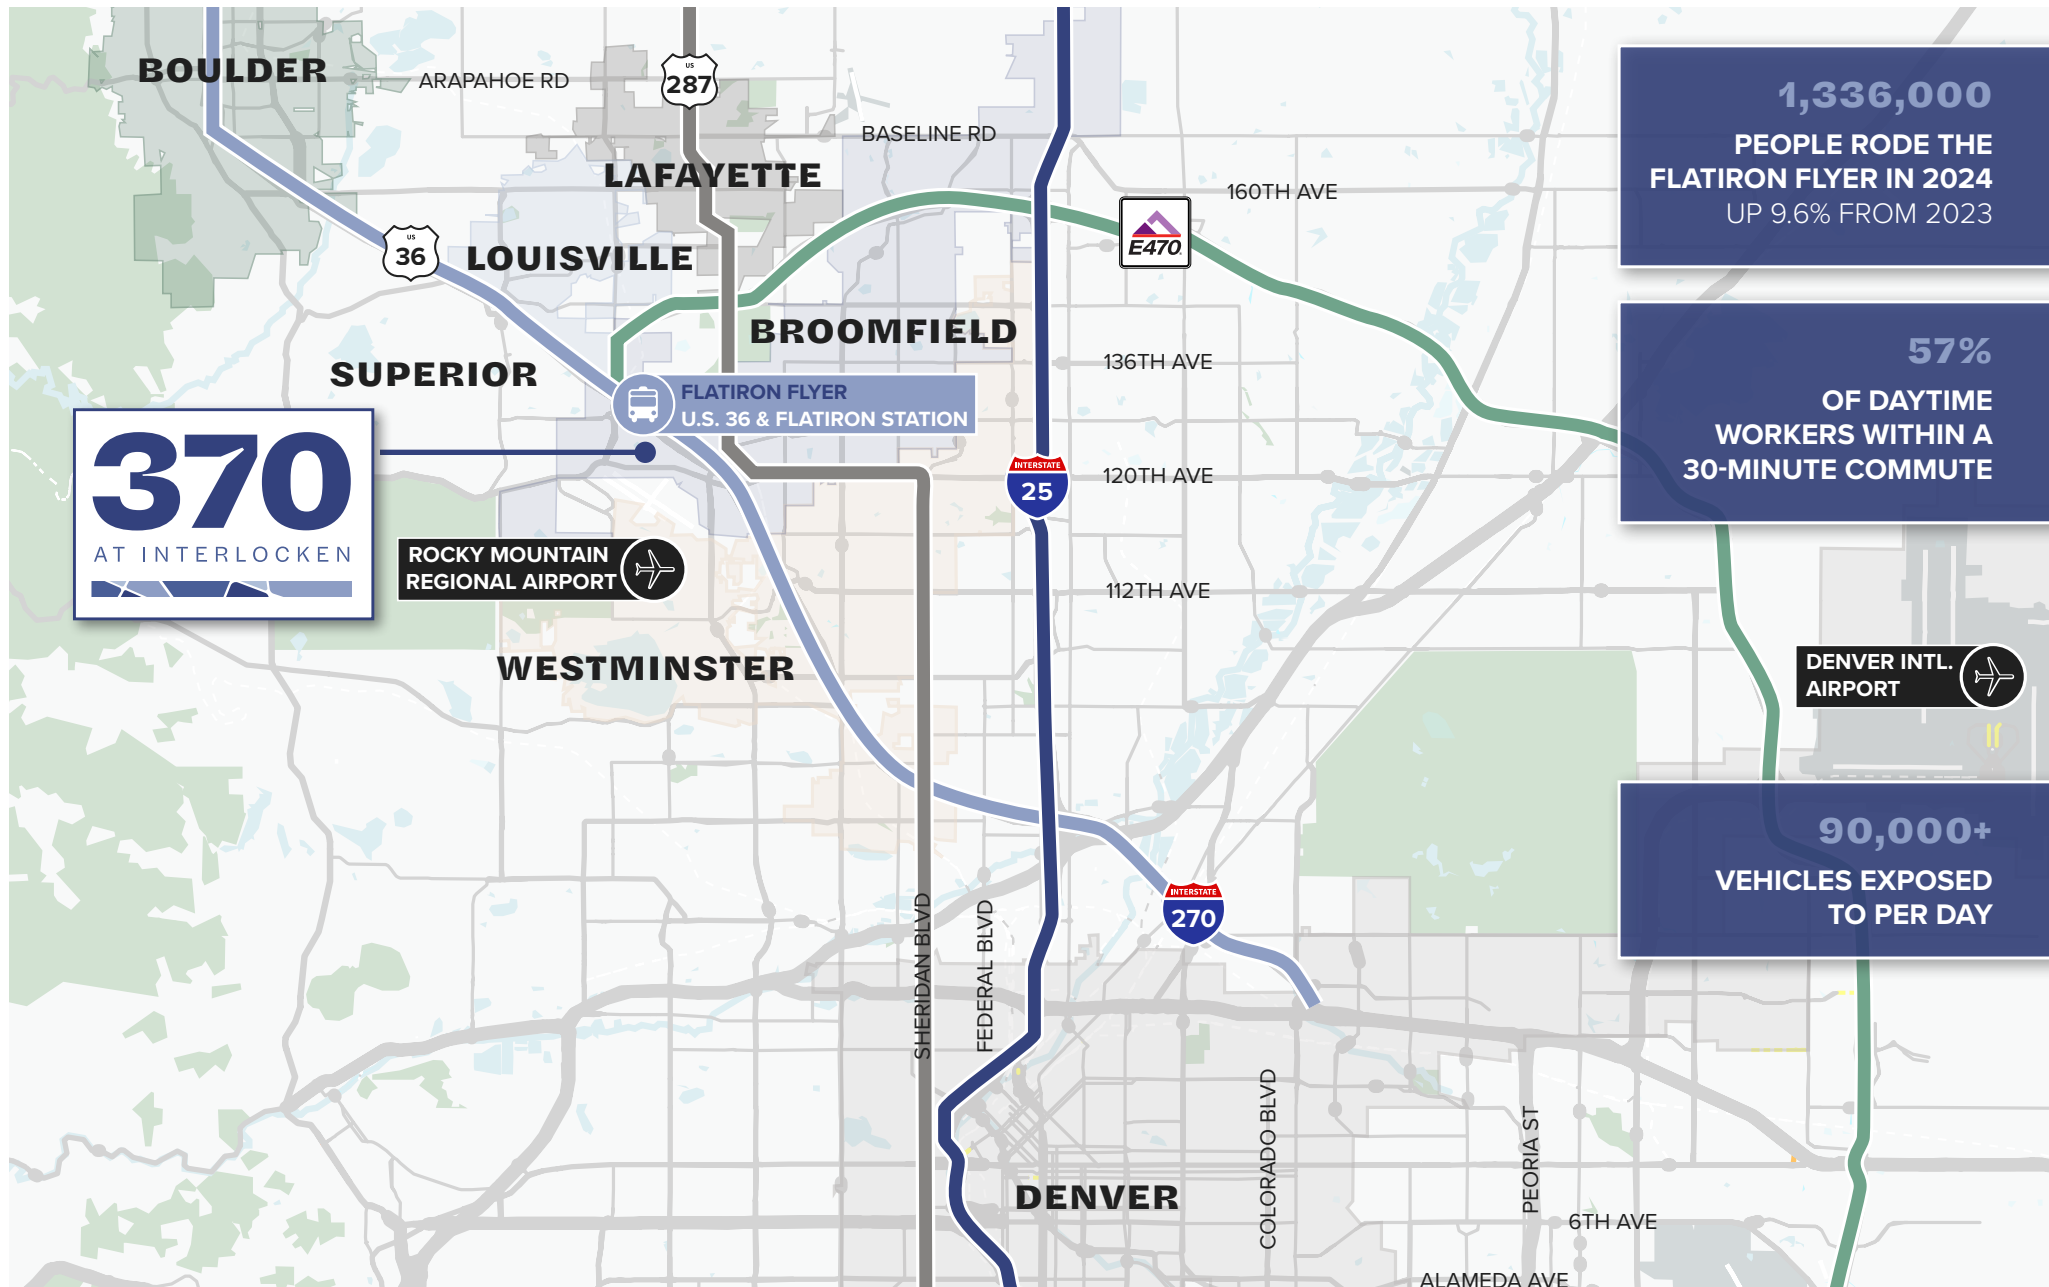 BOULDER
ARAPAHOE RD
US
287
BASELINE RD
LAFAYETTE
160TH AVE
E470
US
36
LOUISVILLE
BROOMFIELD
SUPERIOR
136TH AVE
FLATIRON FLYER
U.S. 36 & FLATIRON STATION
370
AT INTERLOCKEN
INTERSTATE
25
120TH AVE
ROCKY MOUNTAIN
REGIONAL AIRPORT
112TH AVE
WESTMINSTER
DENVER INTL.
AIRPORT
INTERSTATE
270
SHERIDAN BLVD
FEDERAL BLVD
COLORADO BLVD
PEORIA ST
DENVER
6TH AVE
ALAMEDA AVE
1,336,000
PEOPLE RODE THE
FLATIRON FLYER IN 2024
UP 9.6% FROM 2023
57%
OF DAYTIME
WORKERS WITHIN A
30-MINUTE COMMUTE
90,000+
VEHICLES EXPOSED
TO PER DAY